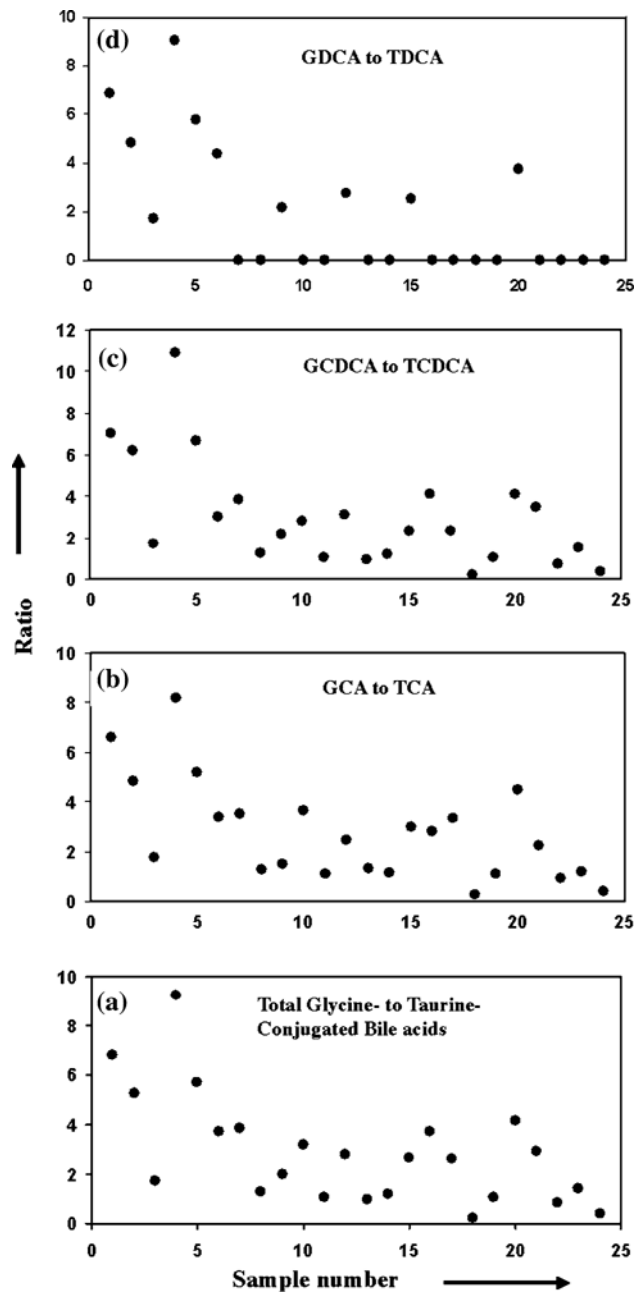 (d)
GDCA to TDCA
10
8
6
4
2
0
0 5 10 15 20 25
(c)
GCDCA to TCDCA
12
10
8
6
4
2
0
0 5 10 15 20 25
Ratio
(b)
GCA to TCA
10
8
6
4
2
0
0 5 10 15 20 25
(a)
Total Glycine- to Taurine-
Conjugated Bile acids
10
8
6
4
2
0
0 5 10 15 20 25
Sample number